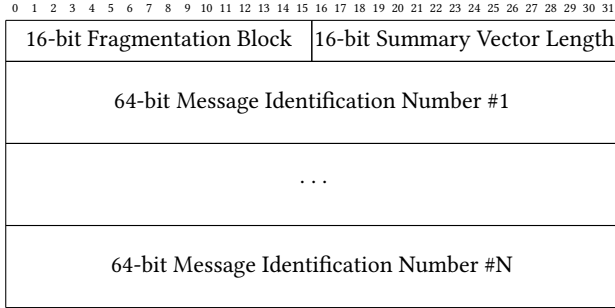 0 1 2 3 4 5 6 7 8 9 10 11 12 13 14 15 16 17 18 19 20 21 22 23 24 25 26 27 28 29 30 31
16-bit Fragmentation Block 16-bit Summary Vector Length
64-bit Message Identification Number #1
. . .
64-bit Message Identification Number #N